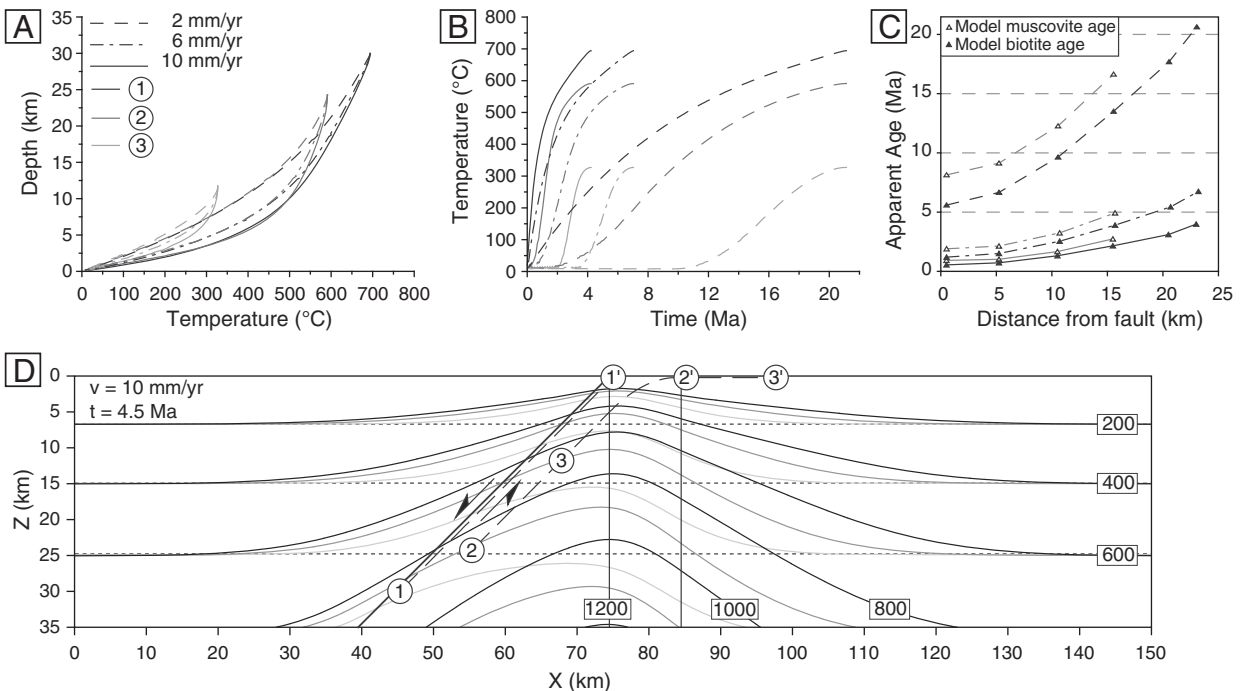 A
35
30
25
20
15
10
5
0
Depth (km)
2 mm/yr
6 mm/yr
10 mm/yr
1
2
3
0 100 200 300 400 500 600 700 800
Temperature (°C)
B
800
700
600
500
400
300
200
100
0
Temperature (°C)
0 4 8 12 16 20
Time (Ma)
C
20
15
10
5
0
Apparent Age (Ma)
Model muscovite age
Model biotite age
0 5 10 15 20 25
Distance from fault (km)
D
v = 10 mm/yr
t = 4.5 Ma
0
5
10
15
20
25
30
35
Z (km)
1' 2' 3'
3
2
1
200
400
600
1200 1000 800
0 10 20 30 40 50 60 70 80 90 100 110 120 130 140 150
X (km)